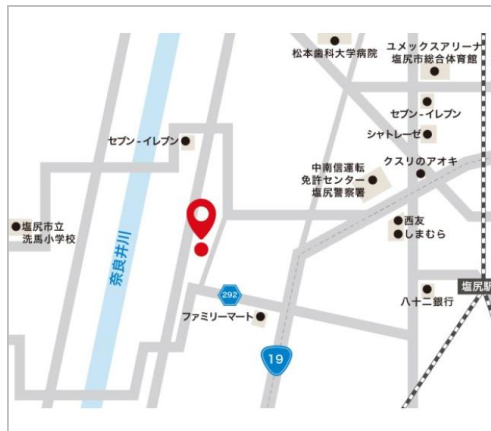 松本歯科大学病院
ユメックスアリーナ
塩尻市総合体育館
セブン-イレブン
シャトレーゼ
セブン-イレブン
中南信運転
免許センター
塩尻警察署
クスリのアオキ
西友
しまむら
塩尻市立
洗馬小学校
奈良井川
292
ファミリーマート
八十二銀行
塩尻駅
19